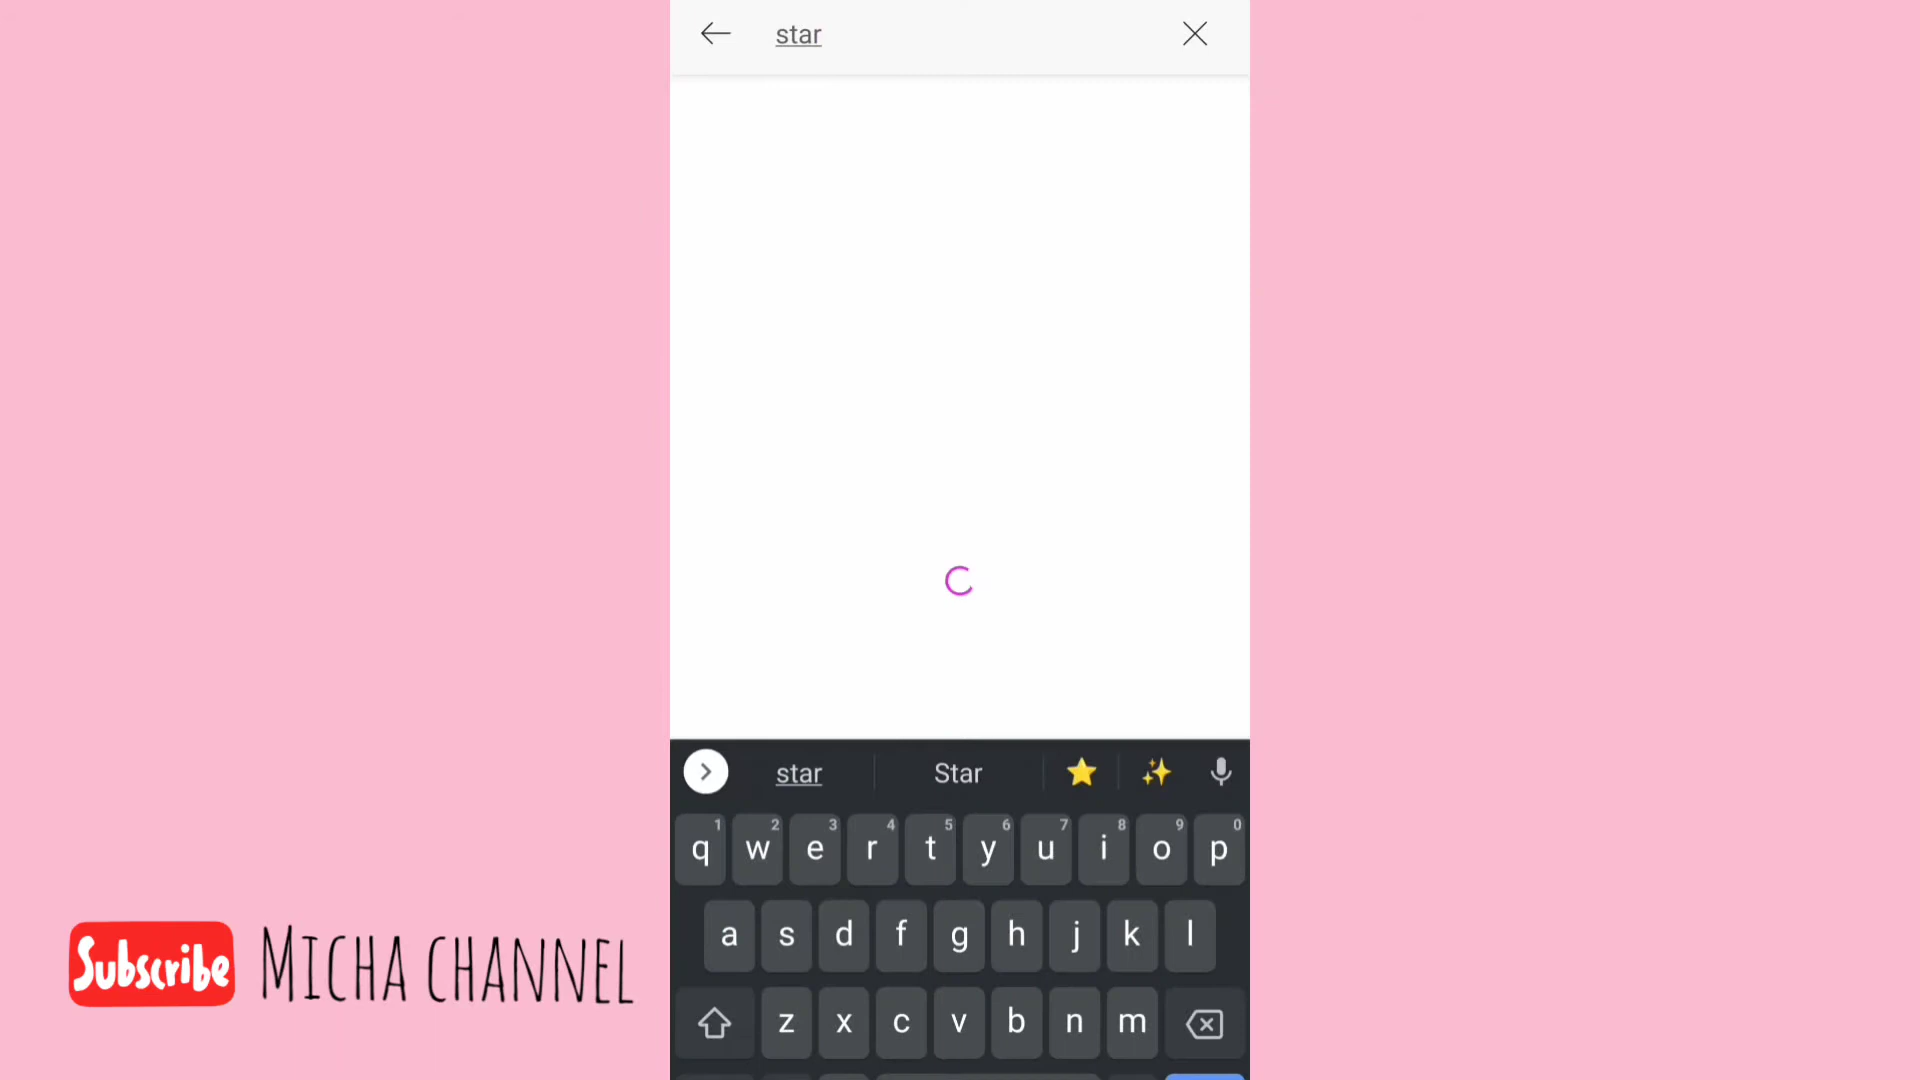 star
star Star
1 2 3 4 5 6 7 8 9 0
q w e r t y u i o p
a s d f g h j k l
z x c v b n m
Subscribe MICHA CHANNEL